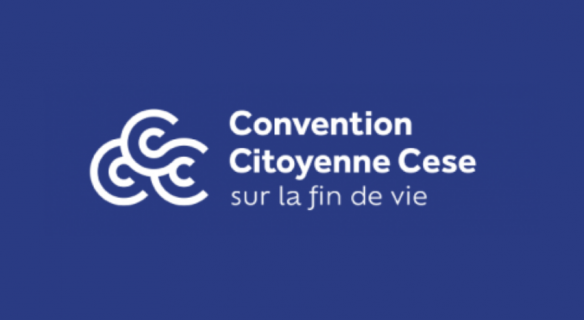 Convention
Citoyenne Cese
sur la fin de vie